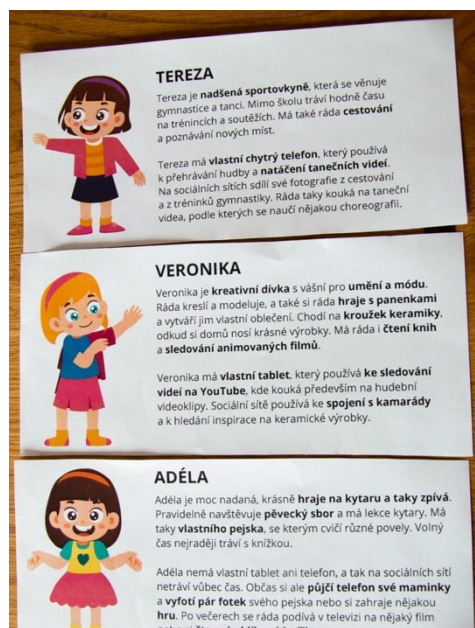 TEREZA
Tereza je nadšená sportovkyně, která se věnuje
gymnastice a tanci. Mimo školu tráví hodně času
na trénincích a soutěžích. Má také ráda cestování
a poznávání nových míst.
Tereza má vlastní chytrý telefon, který používá
k přehrávání hudby a natáčení tanečních videí.
Na sociálních sítích sdílí své fotografie z cestování
a z tréninků gymnastiky. Ráda taky kouká na taneční
videa, podle kterých se naučí nějakou choreografii.
VERONIKA
Veronika je kreativní dívka s vášní pro umění a módu.
Ráda kreslí a modeluje, a také si ráda hraje s panenkami
a vytváří jim vlastní oblečení. Chodí na kroužek keramiky,
odkud si domů nosí krásné výrobky. Má ráda i čtení knih
a sledování animovaných filmů.
Veronika má vlastní tablet, který používá ke sledování
videí na YouTube, kde kouká především na hudební
videoklipy. Sociální sítě používá ke spojení s kamarády
a k hledání inspirace na keramické výrobky.
ADÉLA
Adéla je moc nadaná, krásně hraje na kytaru a taky zpívá.
Pravidelně navštěvuje pěvecký sbor a má lekce kytary. Má
taky vlastního pejska, se kterým cvičí různé povely. Volný
čas nejraději tráví s knížkou.
Adéla nemá vlastní tablet ani telefon, a tak na sociálních sítí
netráví vůbec čas. Občas si ale půjčí telefon své maminky
a vyfotí pár fotek svého pejska nebo si zahraje nějakou
hru. Po večerech se ráda podívá v televizi na nějaký film